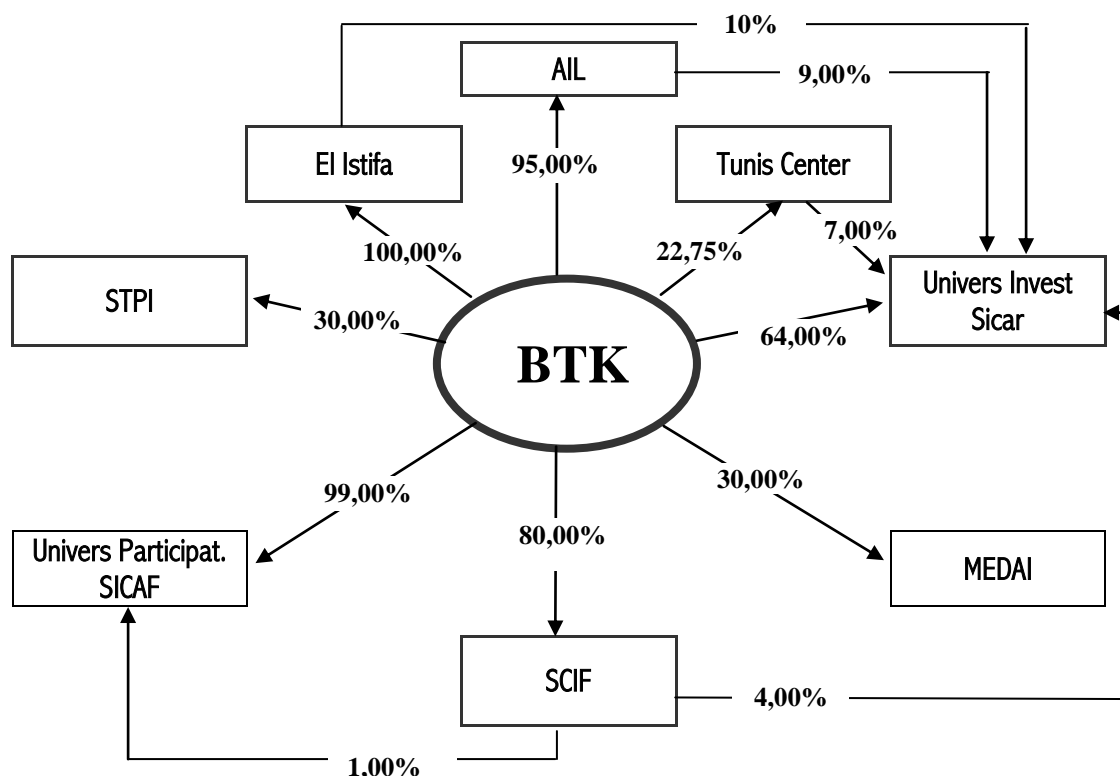 10%
AIL
9,00%
El Istifa
95,00%
Tunis Center
100,00%
22,75%
7,00%
STPI
30,00%
BTK
64,00%
Univers Invest
Sicar
99,00%
80,00%
30,00%
Univers Participat.
SICAF
MEDAI
SCIF
4,00%
1,00%